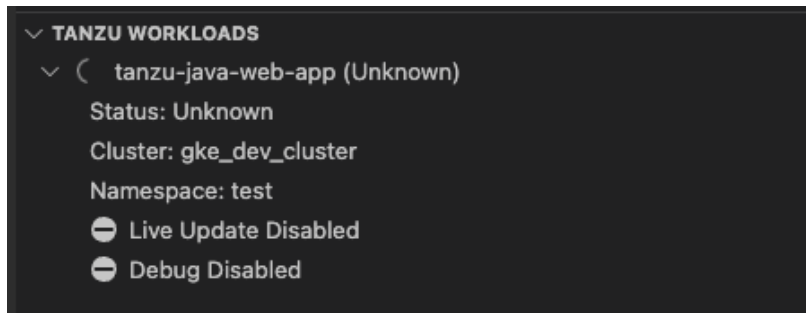 TANZU WORKLOADS
tanzu-java-web-app (Unknown)
Status: Unknown
Cluster: gke_dev_cluster
Namespace: test
Live Update Disabled
Debug Disabled